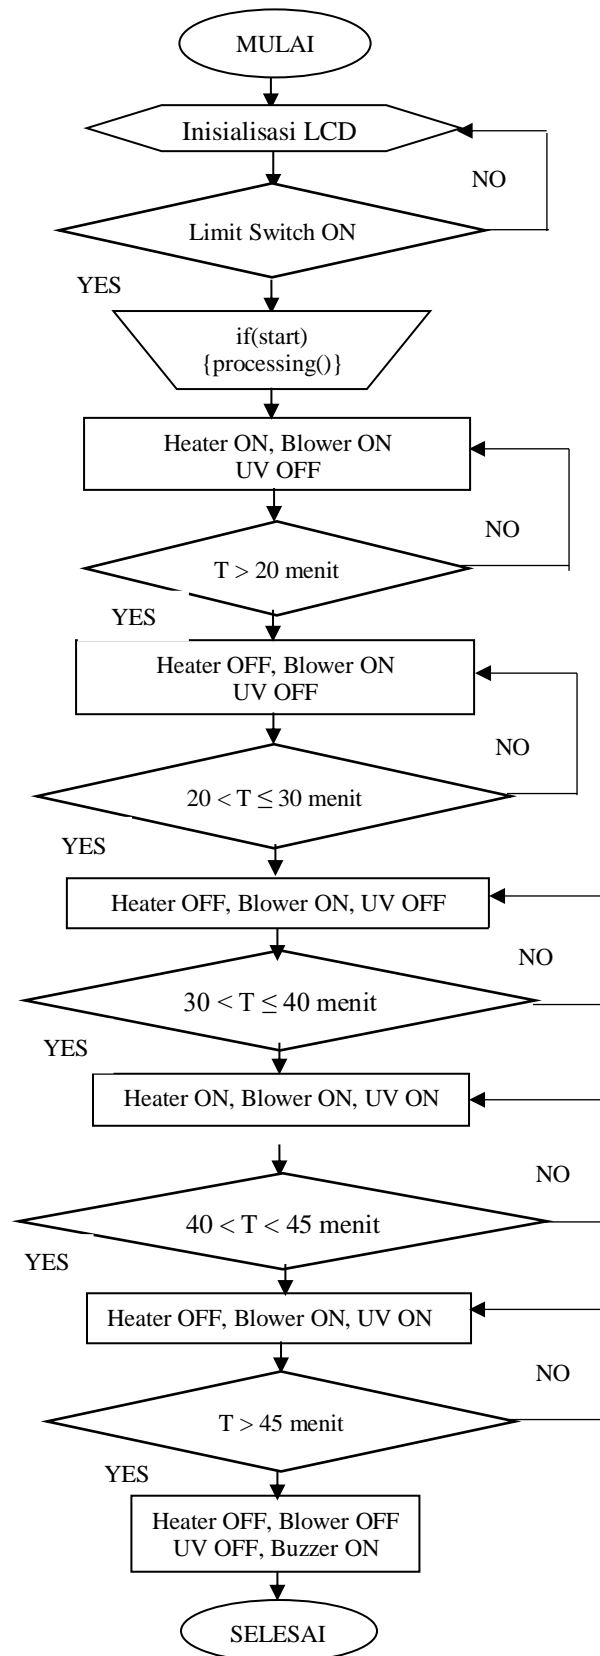 MULAI
Inisialisasi LCD
NO
Limit Switch ON
YES
if(start)
{processing()}
Heater ON, Blower ON
UV OFF
NO
T > 20 menit
YES
Heater OFF, Blower ON
UV OFF
NO
20 < T ≤ 30 menit
YES
Heater OFF, Blower ON, UV OFF
NO
30 < T ≤ 40 menit
YES
Heater ON, Blower ON, UV ON
NO
40 < T < 45 menit
YES
Heater OFF, Blower ON, UV ON
NO
T > 45 menit
YES
Heater OFF, Blower OFF
UV OFF, Buzzer ON
SELESAI